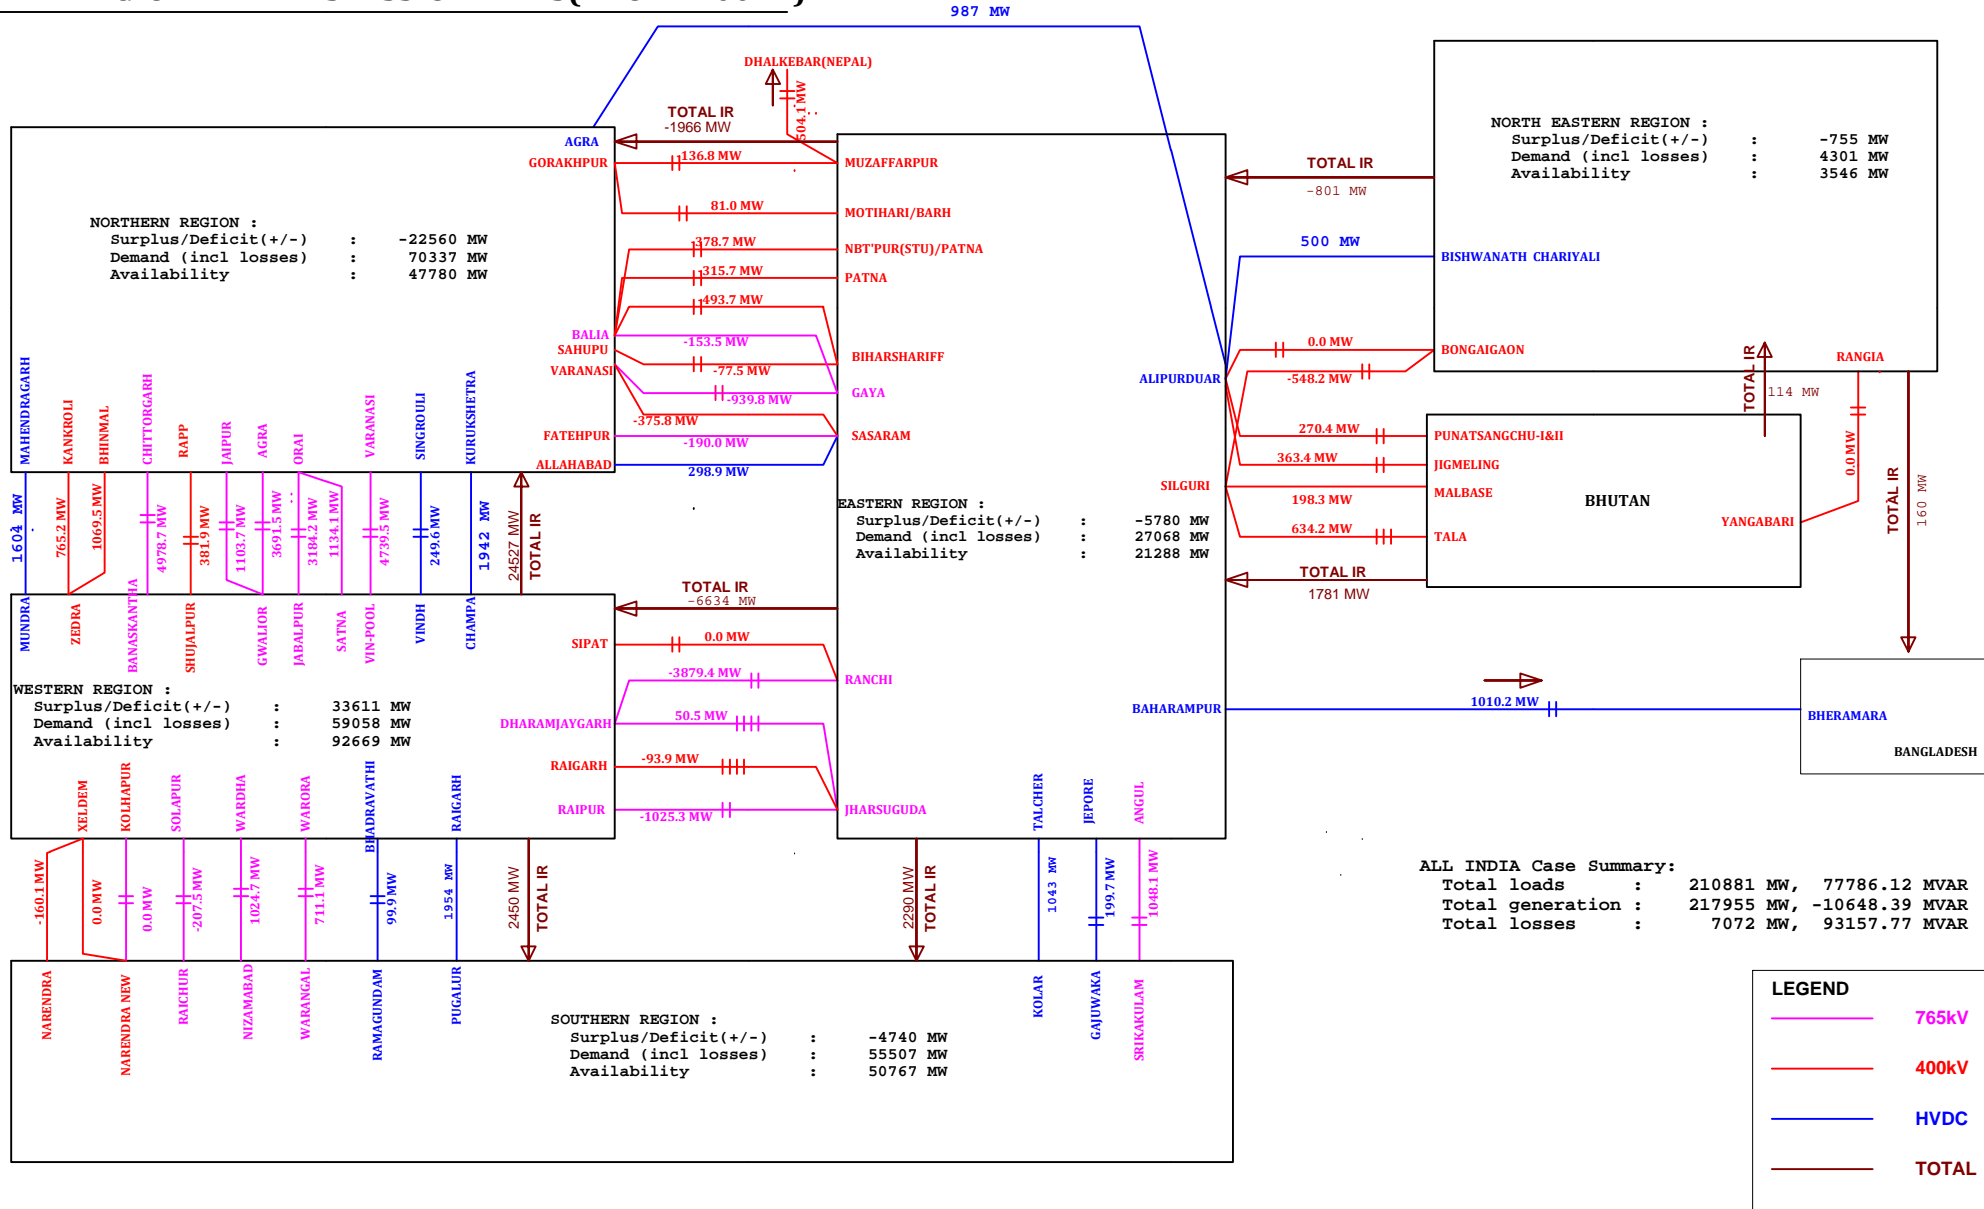 987 MW
DHALKEBAR(NEPAL)
504.1 MW
TOTAL IR
-1966 MW
AGRA
GORAKHPUR
-136.8 MW
MUZAFFARPUR
81.0 MW
MOTIHARI/BARH
-378.7 MW
NBT'PUR(STU)/PATNA
-315.7 MW
PATNA
-493.7 MW
BALIA
-153.5 MW
SAHUPU
BIHARSHARIFF
VARANASI
-77.5 MW
-939.8 MW
GAYA
-375.8 MW
FATEHPUR
-190.0 MW
SASARAM
ALLAHABAD
298.9 MW
NORTHERN REGION :
Surplus/Deficit(+/-) : -22560 MW
Demand (incl losses) : 70337 MW
Availability : 47780 MW
MAHENDRAGARH
KANKROLI
BHINMAL
CHITTORGARH
RAPP
JAIPUR
AGRA
ORAI
VARANASI
SINGROULI
KURUKSHETRA
1604 MW
765.2 MW
1069.5 MW
4978.7 MW
381.9 MW
1103.7 MW
3691.5 MW
3184.2 MW
1134.1 MW
4739.5 MW
249.6 MW
1942 MW
24527 MW
TOTAL IR
MUNDRA
ZEDRA
BANASKANTHA
SHUJALPUR
GWALIOR
JABALPUR
SATNA
VIN-POOL
VINDH
CHAMPA
NORTH EASTERN REGION :
Surplus/Deficit(+/-) : -755 MW
Demand (incl losses) : 4301 MW
Availability : 3546 MW
TOTAL IR
-801 MW
500 MW
BISHWANATH CHARIYALI
0.0 MW
BONGAIGAON
-548.2 MW
RANGIA
ALIPURDUAR
TOTAL IR
114 MW
0.0 MW
TOTAL IR
160 MW
270.4 MW
PUNATSANGCHU-I&II
363.4 MW
JIGMELING
SILGURI
198.3 MW
MALBASE
BHUTAN
634.2 MW
TALA
YANGABARI
TOTAL IR
1781 MW
EASTERN REGION :
Surplus/Deficit(+/-) : -5780 MW
Demand (incl losses) : 27068 MW
Availability : 21288 MW
TOTAL IR
-6634 MW
SIPAT
0.0 MW
-3879.4 MW
RANCHI
DHARAMJAYGARH
50.5 MW
RAIGARH
-93.9 MW
RAIPUR
-1025.3 MW
JHARSUGUDA
BAHARAMPUR
1010.2 MW
BHERAMARA
BANGLADESH
WESTERN REGION :
Surplus/Deficit(+/-) : 33611 MW
Demand (incl losses) : 59058 MW
Availability : 92669 MW
XELDEM
KOLHAPUR
SOLAPUR
WARDHA
WARORA
BHADRAVATHI
RAIGARH
TALCHER
JEPORE
ANGUL
-160.1 MW
0.0 MW
0.0 MW
-207.5 MW
1024.7 MW
711.1 MW
99.9 MW
1954 MW
2450 MW
TOTAL IR
2290 MW
TOTAL IR
1043 MW
199.7 MW
1048.1 MW
NARENDRA
NARENDRA NEW
RAICHUR
NIZAMABAD
WARANGAL
RAMAGUNDAM
PUGALUR
KOLAR
GAJUWAKA
SRIKAKULAM
SOUTHERN REGION :
Surplus/Deficit(+/-) : -4740 MW
Demand (incl losses) : 55507 MW
Availability : 50767 MW
ALL INDIA Case Summary:
Total loads : 210881 MW, 77786.12 MVAR
Total generation : 217955 MW, -10648.39 MVAR
Total losses : 7072 MW, 93157.77 MVAR
LEGEND
765kV
400kV
HVDC
TOTAL